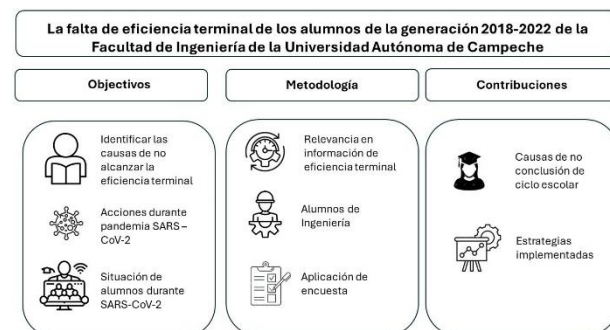 La falta de eficiencia terminal de los alumnos de la generación 2018-2022 de la
Facultad de Ingeniería de la Universidad Autónoma de Campeche
Objectivos
Metodología
Contribuciones
Identificar las
causas de no
alcanzar la
eficiencia terminal
Acciones durante
pandemia SARS –
CoV-2
Situación de
alumnos durante
SARS-CoV-2
Relevancia en
información de
eficiencia terminal
Alumnos de
Ingeniería
Aplicación de
encuesta
Causas de no
conclusión de
ciclo escolar
Estrategias
implementadas